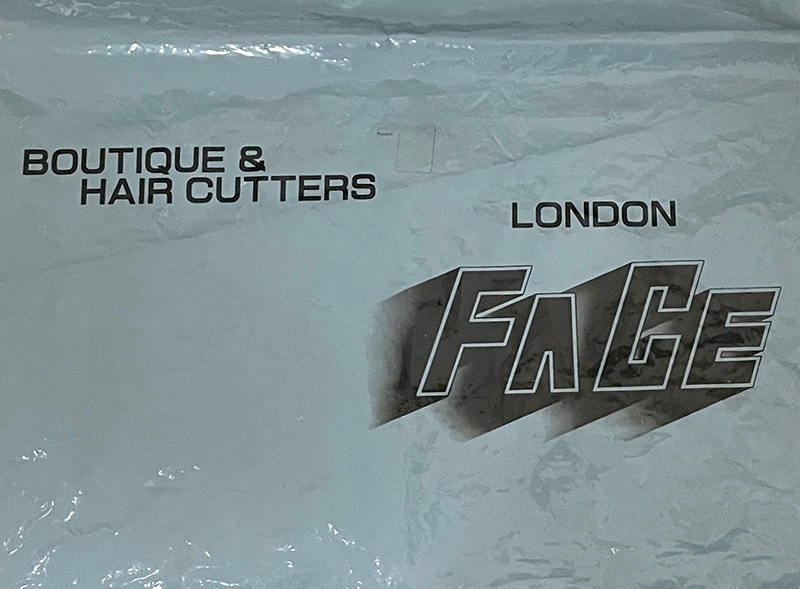 BOUTIQUE &
HAIR CUTTERS
LONDON
FACE